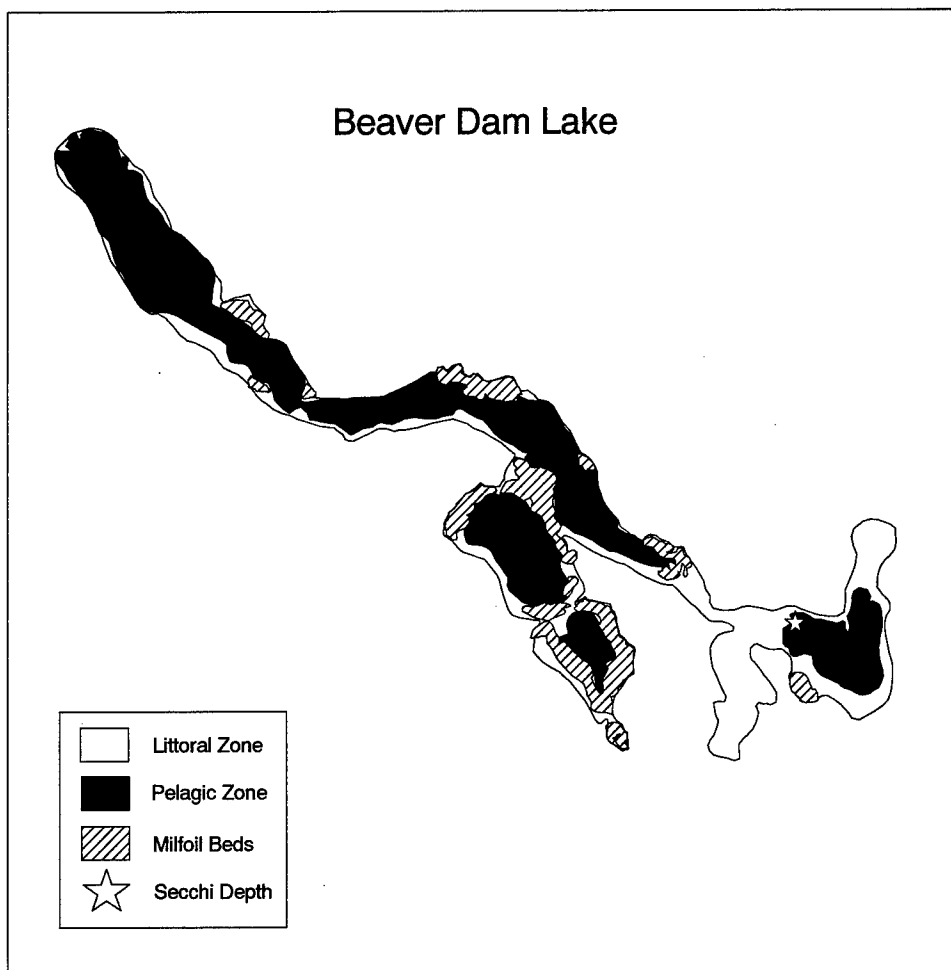 Beaver Dam Lake
Littoral Zone
Pelagic Zone
Milfoil Beds
Secchi Depth